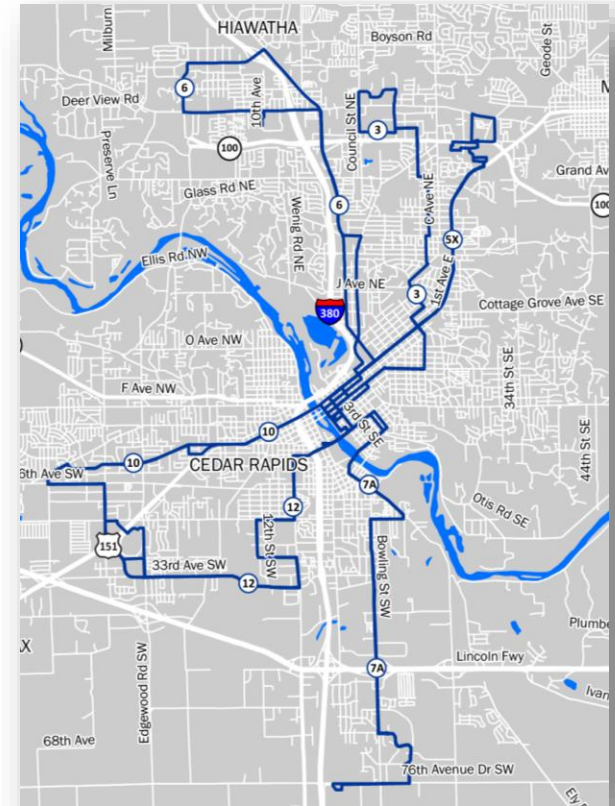 HIAWATHA
Milburn
Boyson Rd
Geode St
6
Deer View Rd
10th Ave
Council St NE
3
100
Preserve Ln
Grand Av
Glass Rd NE
C Ave NE
100
6
Wenig Rd NE
5X
Ellis Rd NW
1st Ave E
J Ave NE
3
380
Cottage Grove Ave SE
O Ave NW
34th St SE
F Ave NW
3rd St SE
10
44th St SE
10
CEDAR RAPIDS
6th Ave SW
7A
Otis Rd SE
12
12th St SW
151
33rd Ave SW
Bowling St SW
12
Plumbe
Lincoln Fwy
7A
Edgewood Rd SW
Ivan
68th Ave
76th Avenue Dr SW